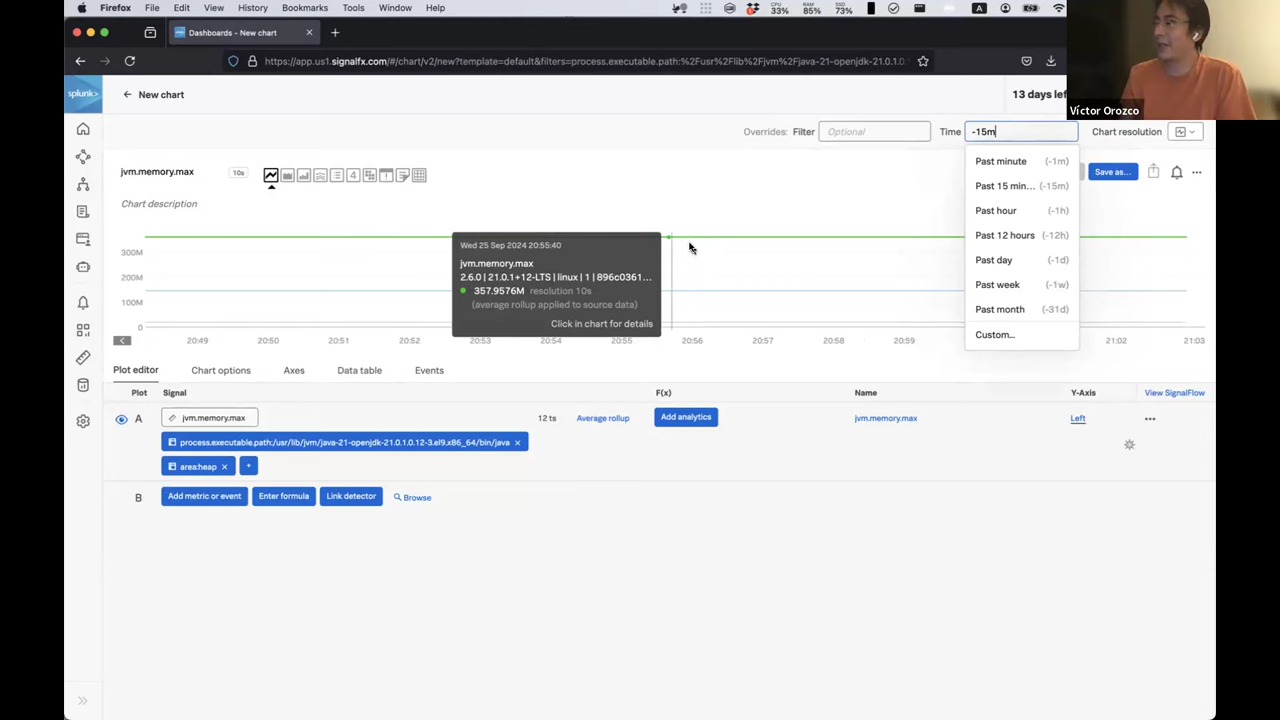 Firefox File Edit View History Bookmarks Tools Window Help CPU 33% RAM 85% SSD 73% A
Dashboards - New chart
https://app.us1.signalfx.com/#/chart/v2/new?template=default&filters=process.executable.path:%2Fusr%2Flib%2Fjvm%2Fjava-21-openjdk-21.0.1.0.
Víctor Orozco
splunk>
New chart
13 days left
Overrides: Filter Optional Time -15m Chart resolution
jvm.memory.max 10s
Save as...
Past minute (-1m)
Past 15 min... (-15m)
Past hour (-1h)
Past 12 hours (-12h)
Past day (-1d)
Past week (-1w)
Past month (-31d)
Custom...
Chart description
300M
200M
100M
0
Wed 25 Sep 2024 20:55:40
jvm.memory.max
2.6.0 | 21.0.1+12-LTS | linux | 1 | 896c0361...
357.9576M resolution 10s
(average rollup applied to source data)
Click in chart for details
20:49 20:50 20:51 20:52 20:53 20:54 20:55 20:56 20:57 20:58 20:59 21:02 21:03
Plot editor Chart options Axes Data table Events
Plot Signal F(x) Name Y-Axis View SignalFlow
A jvm.memory.max 12 ts Average rollup Add analytics jvm.memory.max Left
process.executable.path:/usr/lib/jvm/java-21-openjdk-21.0.1.0.12-3.el9.x86_64/bin/java
area:heap +
B Add metric or event Enter formula Link detector Browse